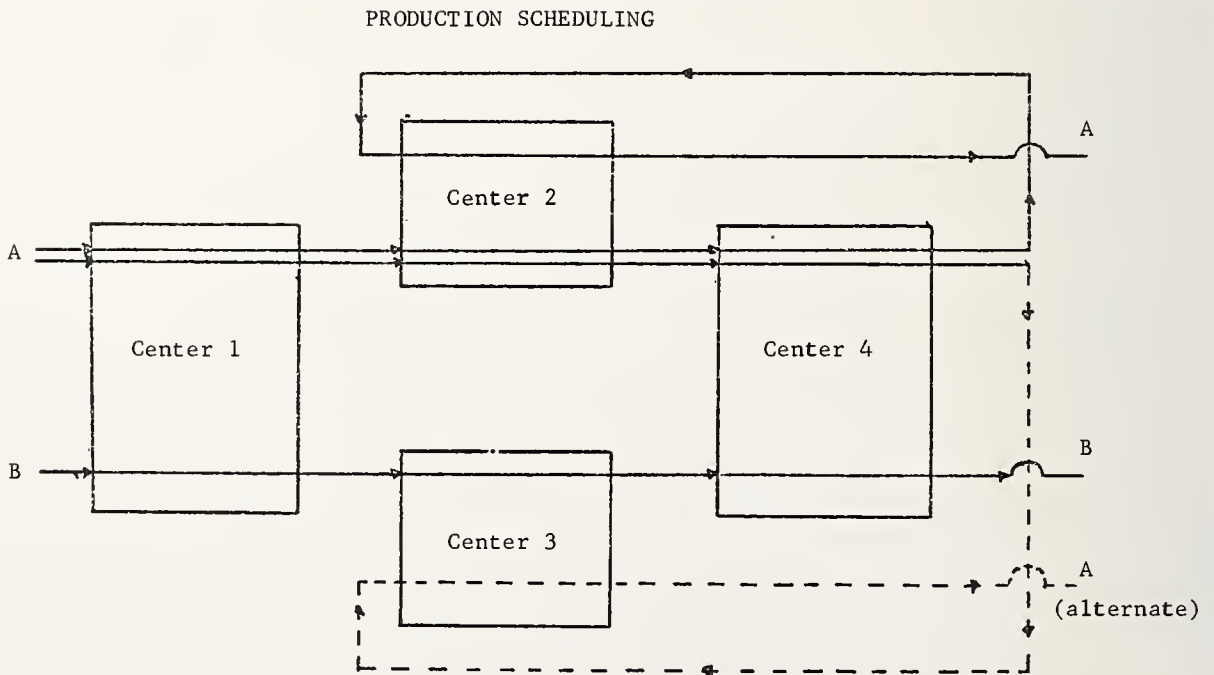 PRODUCTION SCHEDULING
A
Center 2
A
Center 1
Center 4
B
B
Center 3
A
(alternate)